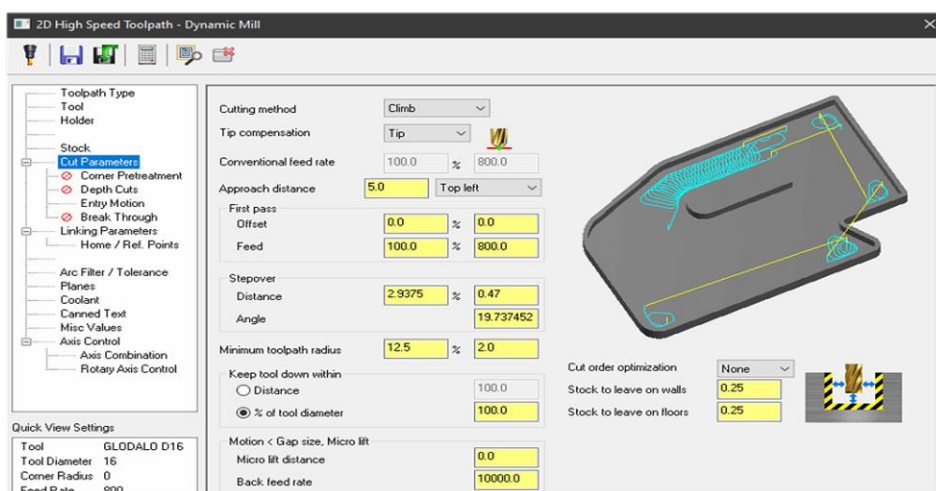 2D High Speed Toolpath - Dynamic Mill
Toolpath Type
Tool
Holder
Stock
Cut Parameters
Corner Pretreatment
Depth Cuts
Entry Motion
Break Through
Linking Parameters
Home / Ref. Points
Arc Filter / Tolerance
Planes
Coolant
Canned Text
Misc Values
Axis Control
Axis Combination
Rotary Axis Control
Quick View Settings
Tool GLODALO D16
Tool Diameter 16
Corner Radius 0
Feed Rate 800
Cutting method Climb
Tip compensation Tip
Conventional feed rate 100.0 % 800.0
Approach distance 5.0 Top left
First pass
Offset 0.0 % 0.0
Feed 100.0 % 800.0
Stepover
Distance 2.9375 % 0.47
Angle 19.737452
Minimum toolpath radius 12.5 % 2.0
Keep tool down within
Distance 100.0
% of tool diameter 100.0
Motion < Gap size, Micro lift
Micro lift distance 0.0
Back feed rate 10000.0
Cut order optimization None
Stock to leave on walls 0.25
Stock to leave on floors 0.25